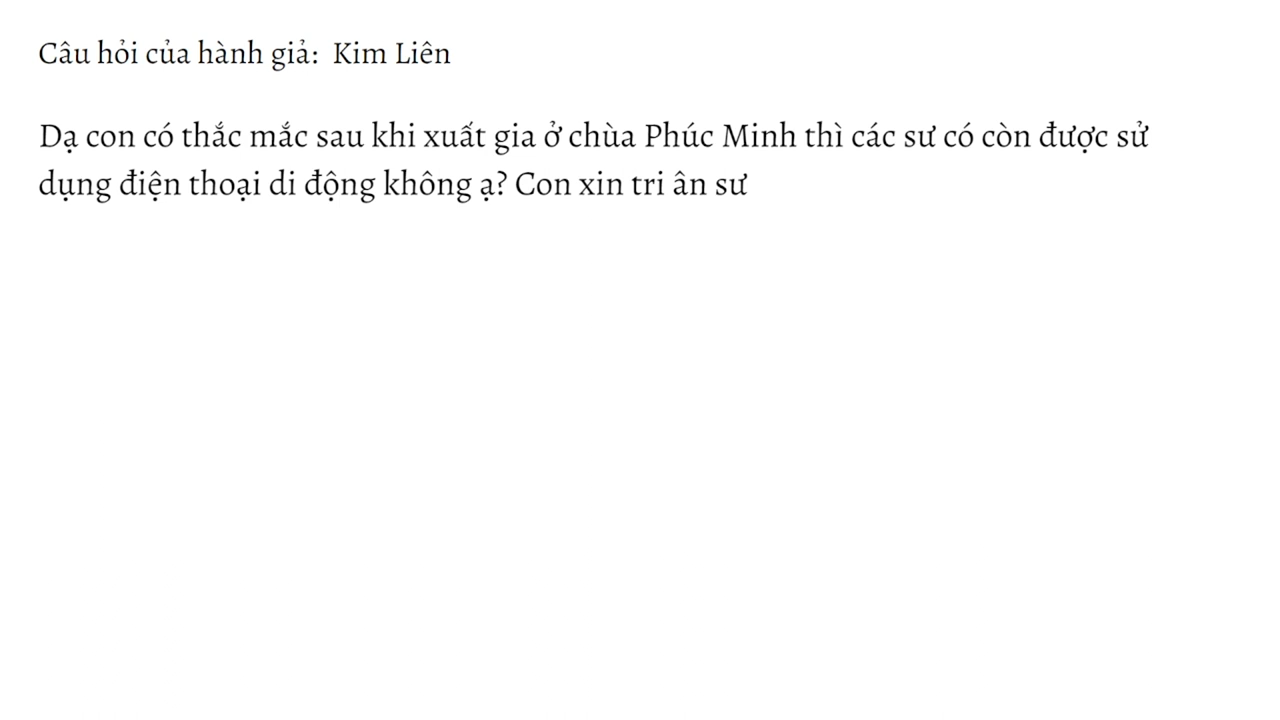 Câu hỏi của hành giả: Kim Liên
Dạ con có thắc mắc sau khi xuất gia ở chùa Phúc Minh thì các sư có còn được sử
dụng điện thoại di động không ạ? Con xin tri ân sư